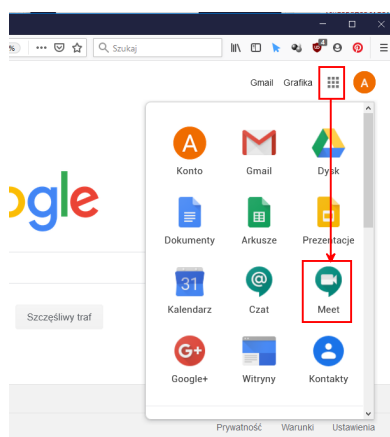 % Szukaj 4
Gmail Grafika A
A
Konto Gmail Dysk
Dokumenty Arkusze Prezentacje
31 @
Kalendarz Czat Meet
G+
Google+ Witryny Kontakty
ogle
Szczęśliwy traf
Prywatność Warunki Ustawienia